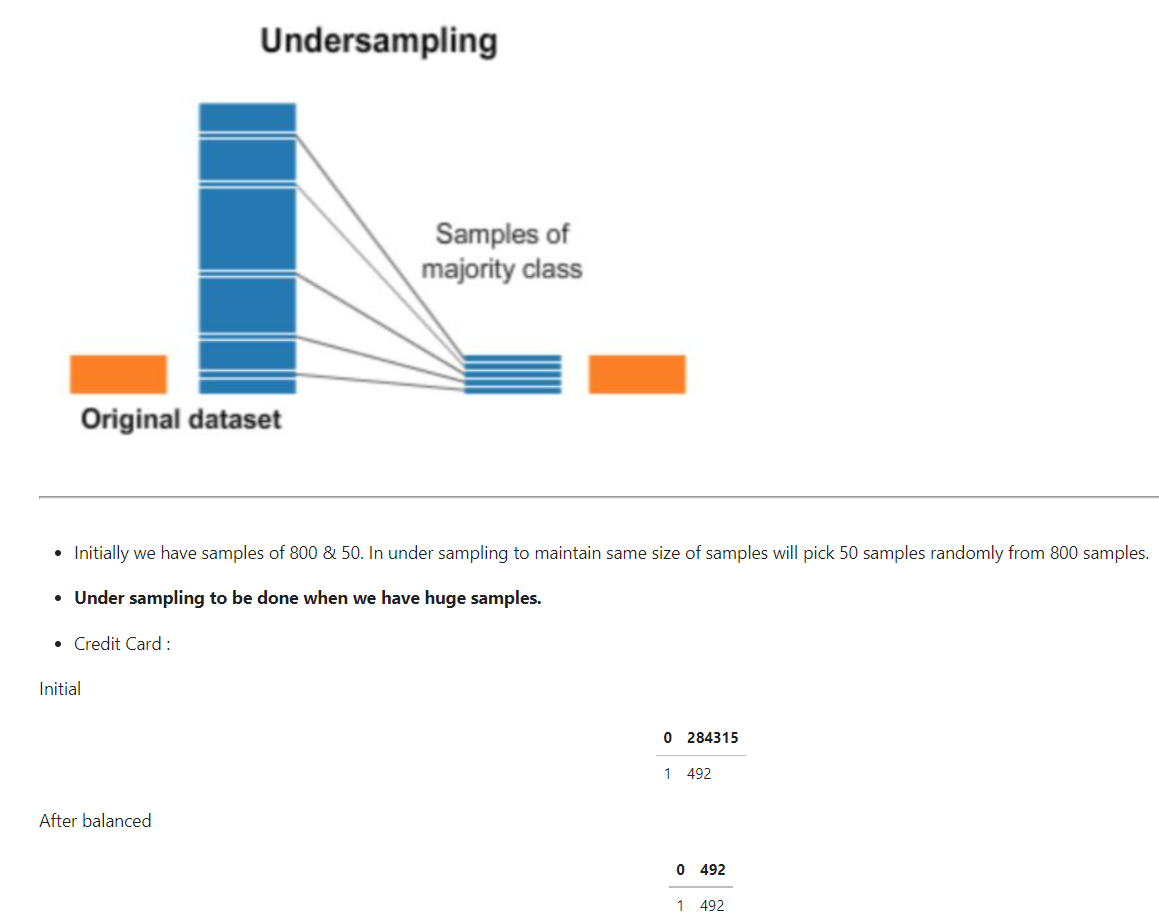 Undersampling
Samples of
majority class
Original dataset
• Initially we have samples of 800 & 50. In under sampling to maintain same size of samples will pick 50 samples randomly from 800 samples.
• Under sampling to be done when we have huge samples.
• Credit Card :
Initial
0 284315
1 492
After balanced
0 492
1 492